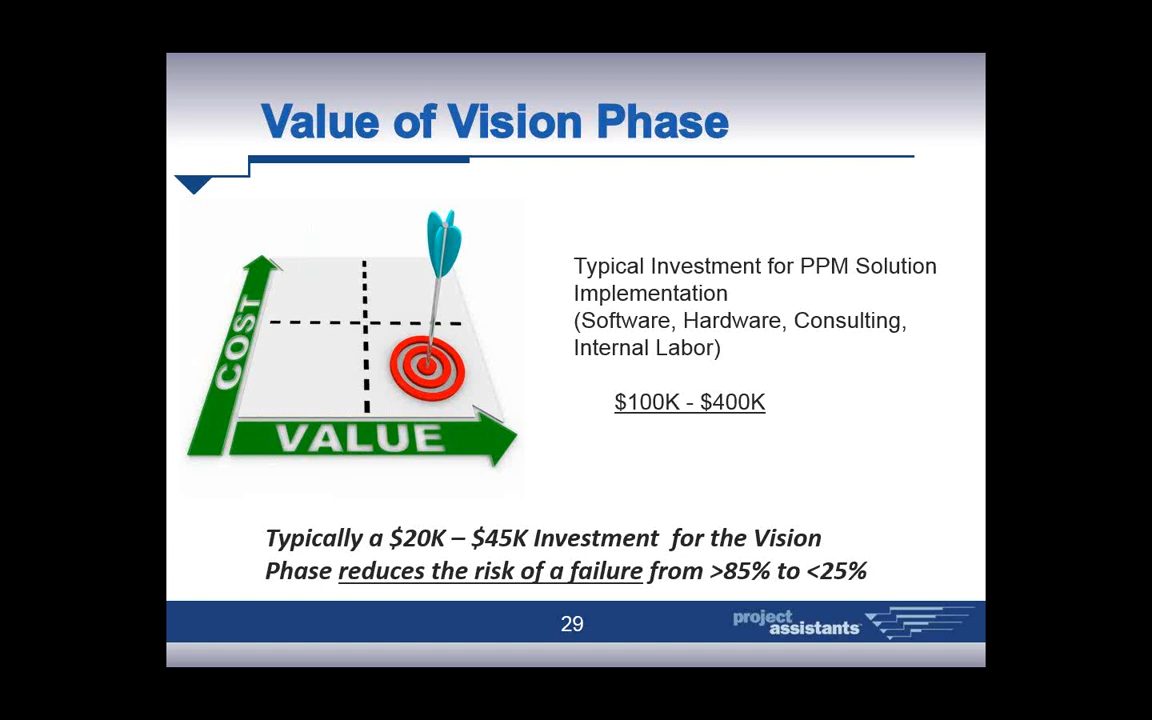 Value of Vision Phase
COST
VALUE
Typical Investment for PPM Solution
Implementation
(Software, Hardware, Consulting,
Internal Labor)
$100K - $400K
Typically a $20K – $45K Investment  for the Vision
Phase reduces the risk of a failure from >85% to <25%
29
project
assistants